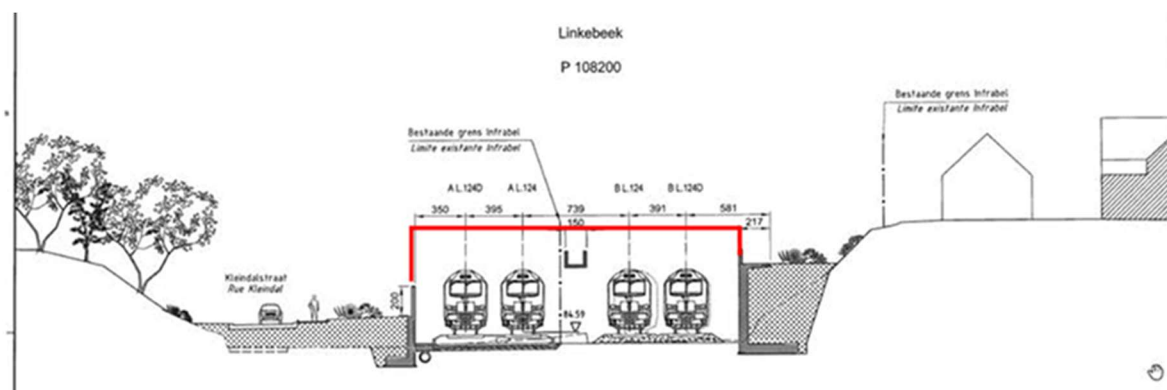 Linkebeek
P 108200
Bestaande grens Infrabel
Limite existante Infrabel
Bestaande grens Infrabel
Limite existante Infrabel
A L.124D
A L.124
B L.124
B L.124D
350
395
739
391
581
150
217
Kleindalstraat
Rue Kleindal
200
84.59